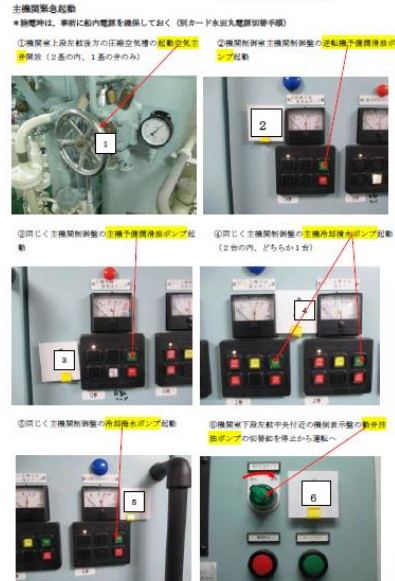 主機関緊急起動
＊陸電時は、事前に船内電源を確保しておく（別カード永田丸電源切替手順）
①機関室上段左舷後方の圧縮空気槽の起動空気主
弁開放（2基の内、1基の弁のみ）
②機関制御室主機関制御盤の逆転機予備潤滑油ポ
ンプ起動
1
2
③同じく主機関制御盤の主機予備潤滑油ポンプ起
動
④同じく主機関制御盤の主機冷却清水ポンプ起動
（2台の内、どちらか1台）
3
4
⑤同じく主機関制御盤の冷却海水ポンプ起動
⑥機関室下段左舷中央付近の機側表示盤の動弁注
油ポンプの切替釦を停止から運転へ
5
6